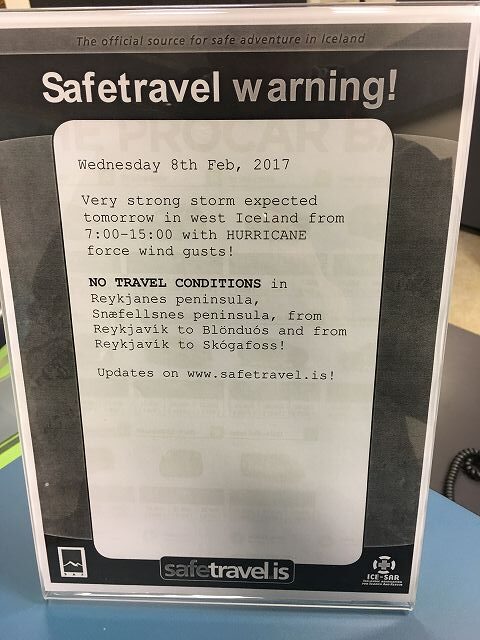 The official source for safe adventure in Iceland
Safetravel warning!
Wednesday 8th Feb, 2017
Very strong storm expected
tomorrow in west Iceland from
7:00-15:00 with HURRICANE
force wind gusts!
NO TRAVEL CONDITIONS in
Reykjanes peninsula,
Snæfellsnes peninsula, from
Reykjavík to Blönduós and from
Reykjavík to Skógafoss!
Updates on www.safetravel.is!
safetravel.is
SAF
ICE-SAR